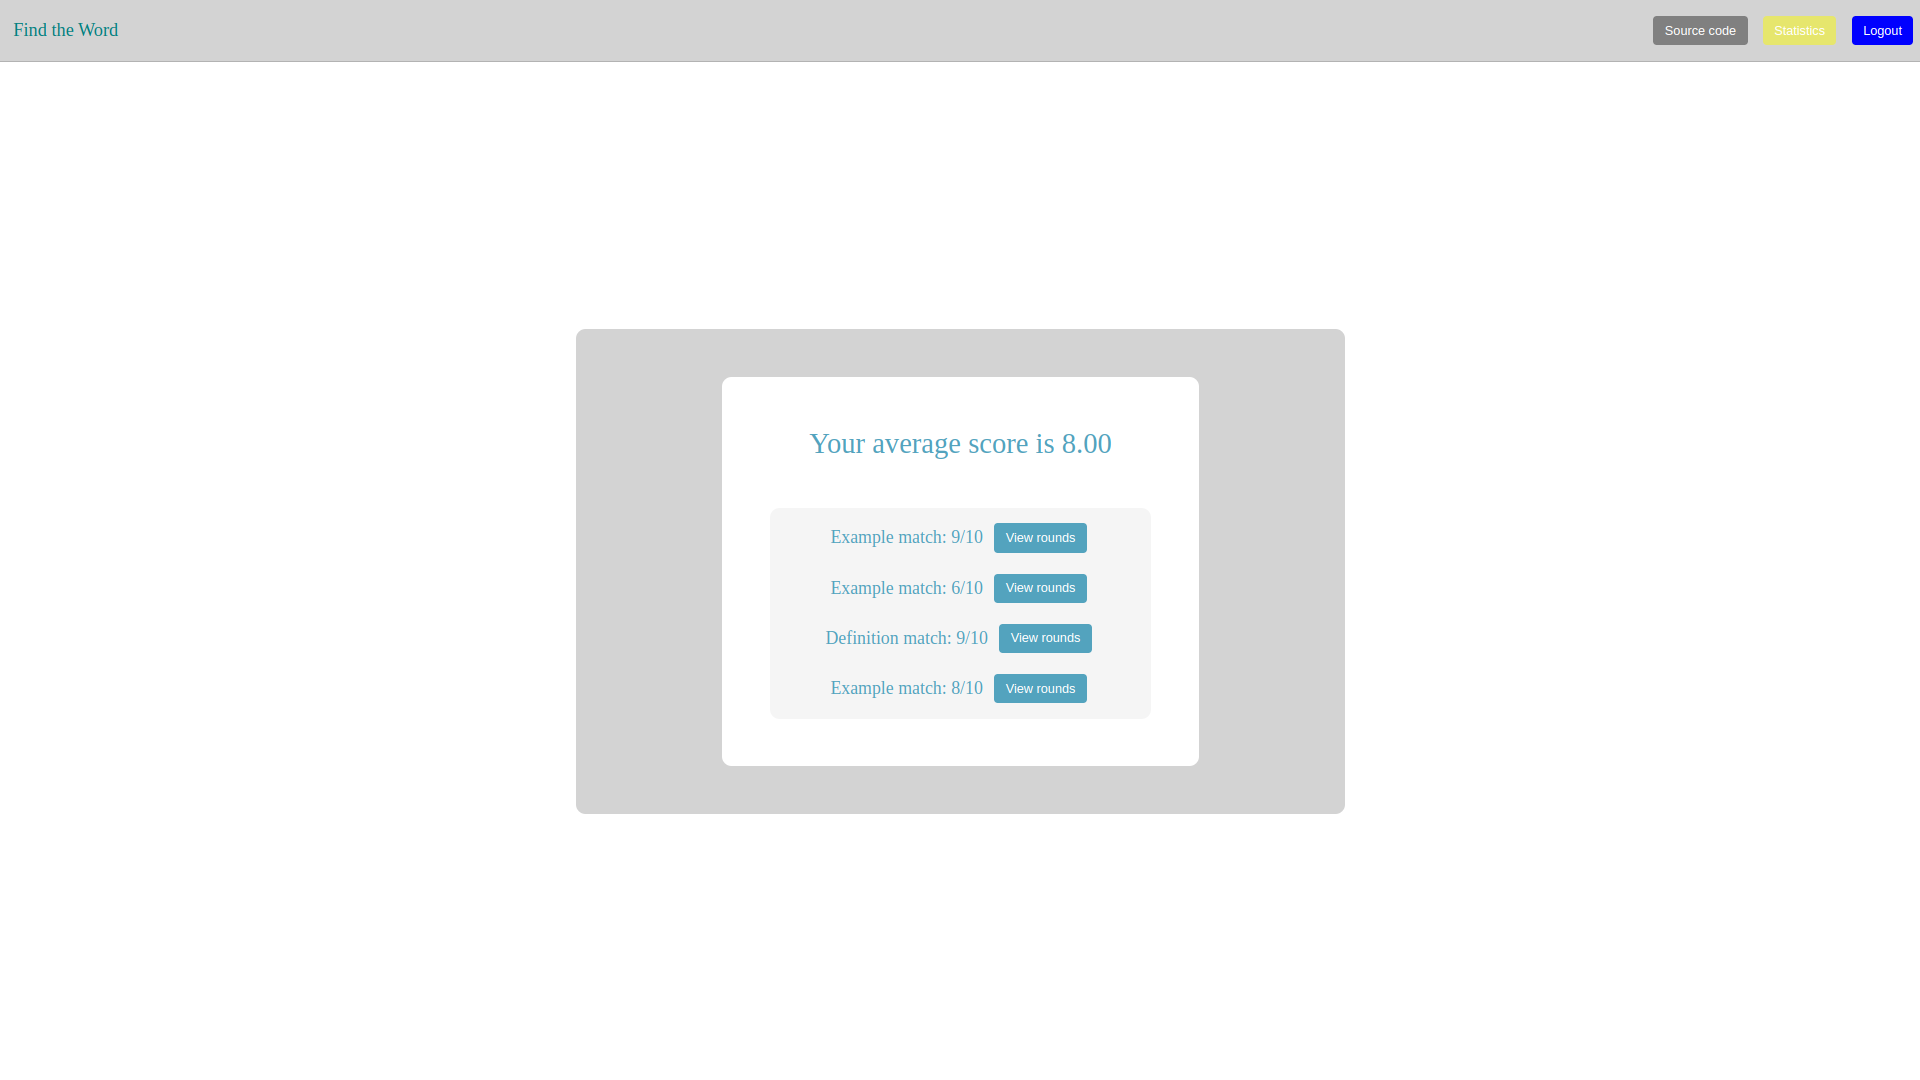 Find the Word
Source code
Statistics
Logout
Your average score is 8.00
Example match: 9/10 View rounds
Example match: 6/10 View rounds
Definition match: 9/10 View rounds
Example match: 8/10 View rounds